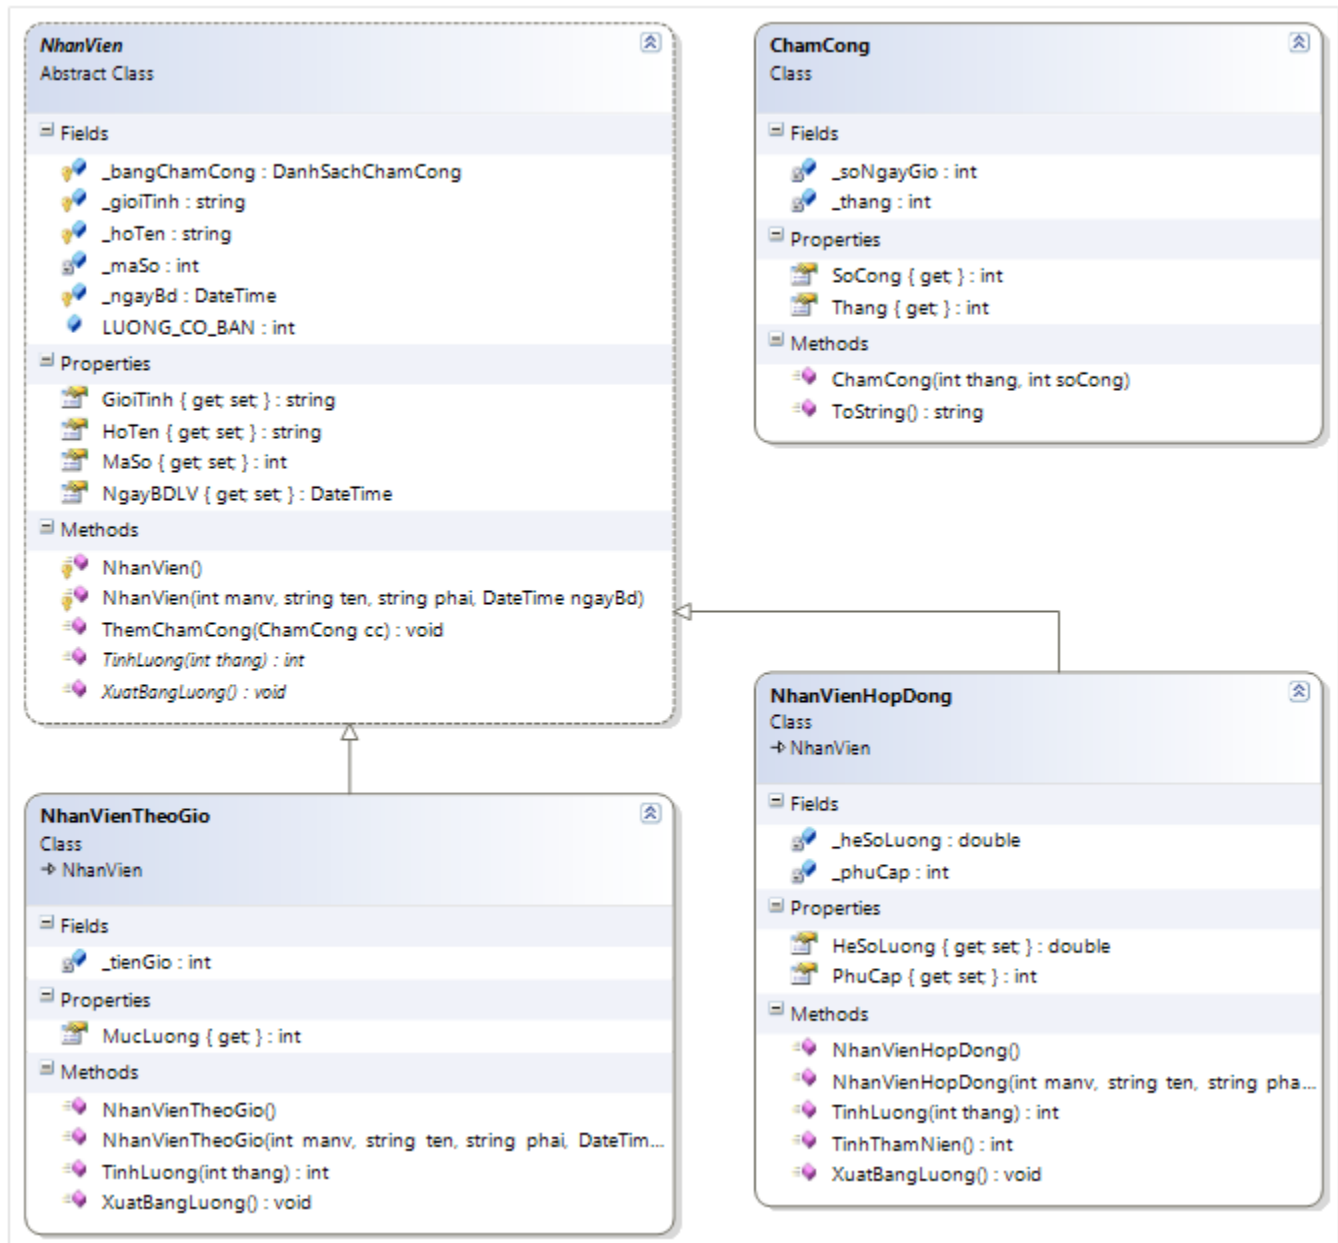 NhanVien
Abstract Class
Fields
_bangChamCong : DanhSachChamCong
_gioiTinh : string
_hoTen : string
_maSo : int
_ngayBd : DateTime
LUONG_CO_BAN : int
Properties
GioiTinh { get; set; } : string
HoTen { get; set; } : string
MaSo { get; set; } : int
NgayBDLV { get; set; } : DateTime
Methods
NhanVien()
NhanVien(int manv, string ten, string phai, DateTime ngayBd)
ThemChamCong(ChamCong cc) : void
TinhLuong(int thang) : int
XuatBangLuong() : void
ChamCong
Class
Fields
_soNgayGio : int
_thang : int
Properties
SoCong { get; } : int
Thang { get; } : int
Methods
ChamCong(int thang, int soCong)
ToString() : string
NhanVienTheoGio
Class
NhanVien
Fields
_tienGio : int
Properties
MucLuong { get; } : int
Methods
NhanVienTheoGio()
NhanVienTheoGio(int manv, string ten, string phai, DateTim...
TinhLuong(int thang) : int
XuatBangLuong() : void
NhanVienHopDong
Class
NhanVien
Fields
_heSoLuong : double
_phuCap : int
Properties
HeSoLuong { get; set; } : double
PhuCap { get; set; } : int
Methods
NhanVienHopDong()
NhanVienHopDong(int manv, string ten, string pha...
TinhLuong(int thang) : int
TinhThamNien() : int
XuatBangLuong() : void